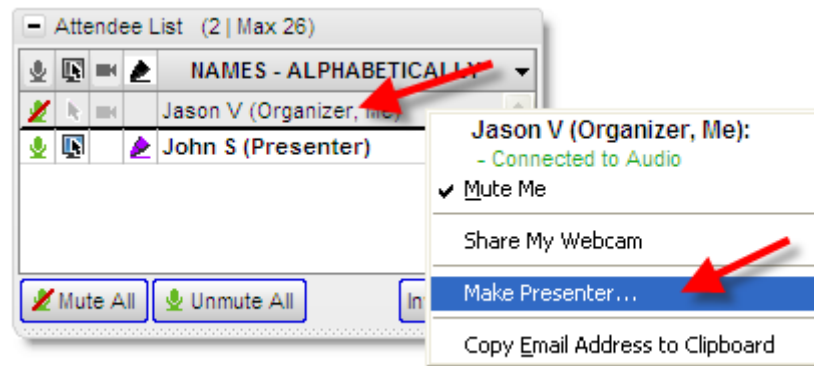 Attendee List (2 | Max 26)
NAMES - ALPHABETICALLY
Jason V (Organizer, Me)
John S (Presenter)
Mute All
Unmute All
Jason V (Organizer, Me):
- Connected to Audio
Mute Me
Share My Webcam
Make Presenter...
Copy Email Address to Clipboard